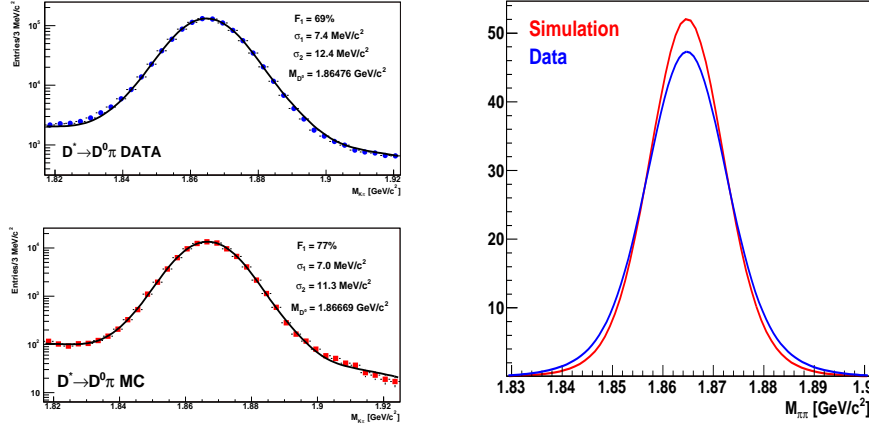 Entries/3 MeV/c²
10⁵
10⁴
10³
F₁ = 69%
σ₁ = 7.4 MeV/c²
σ₂ = 12.4 MeV/c²
M_D⁰ = 1.86476 GeV/c²
D*→D⁰π DATA
1.82 1.84 1.86 1.88 1.9 1.92
M_Kπ [GeV/c²]
Entries/3 MeV/c²
10⁴
10³
10²
10
F₁ = 77%
σ₁ = 7.0 MeV/c²
σ₂ = 11.3 MeV/c²
M_D⁰ = 1.86669 GeV/c²
D*→D⁰π MC
1.82 1.84 1.86 1.88 1.9 1.92
M_Kπ [GeV/c²]
Simulation
Data
50
40
30
20
10
0
1.83 1.84 1.85 1.86 1.87 1.88 1.89 1.9
M_ππ [GeV/c²]